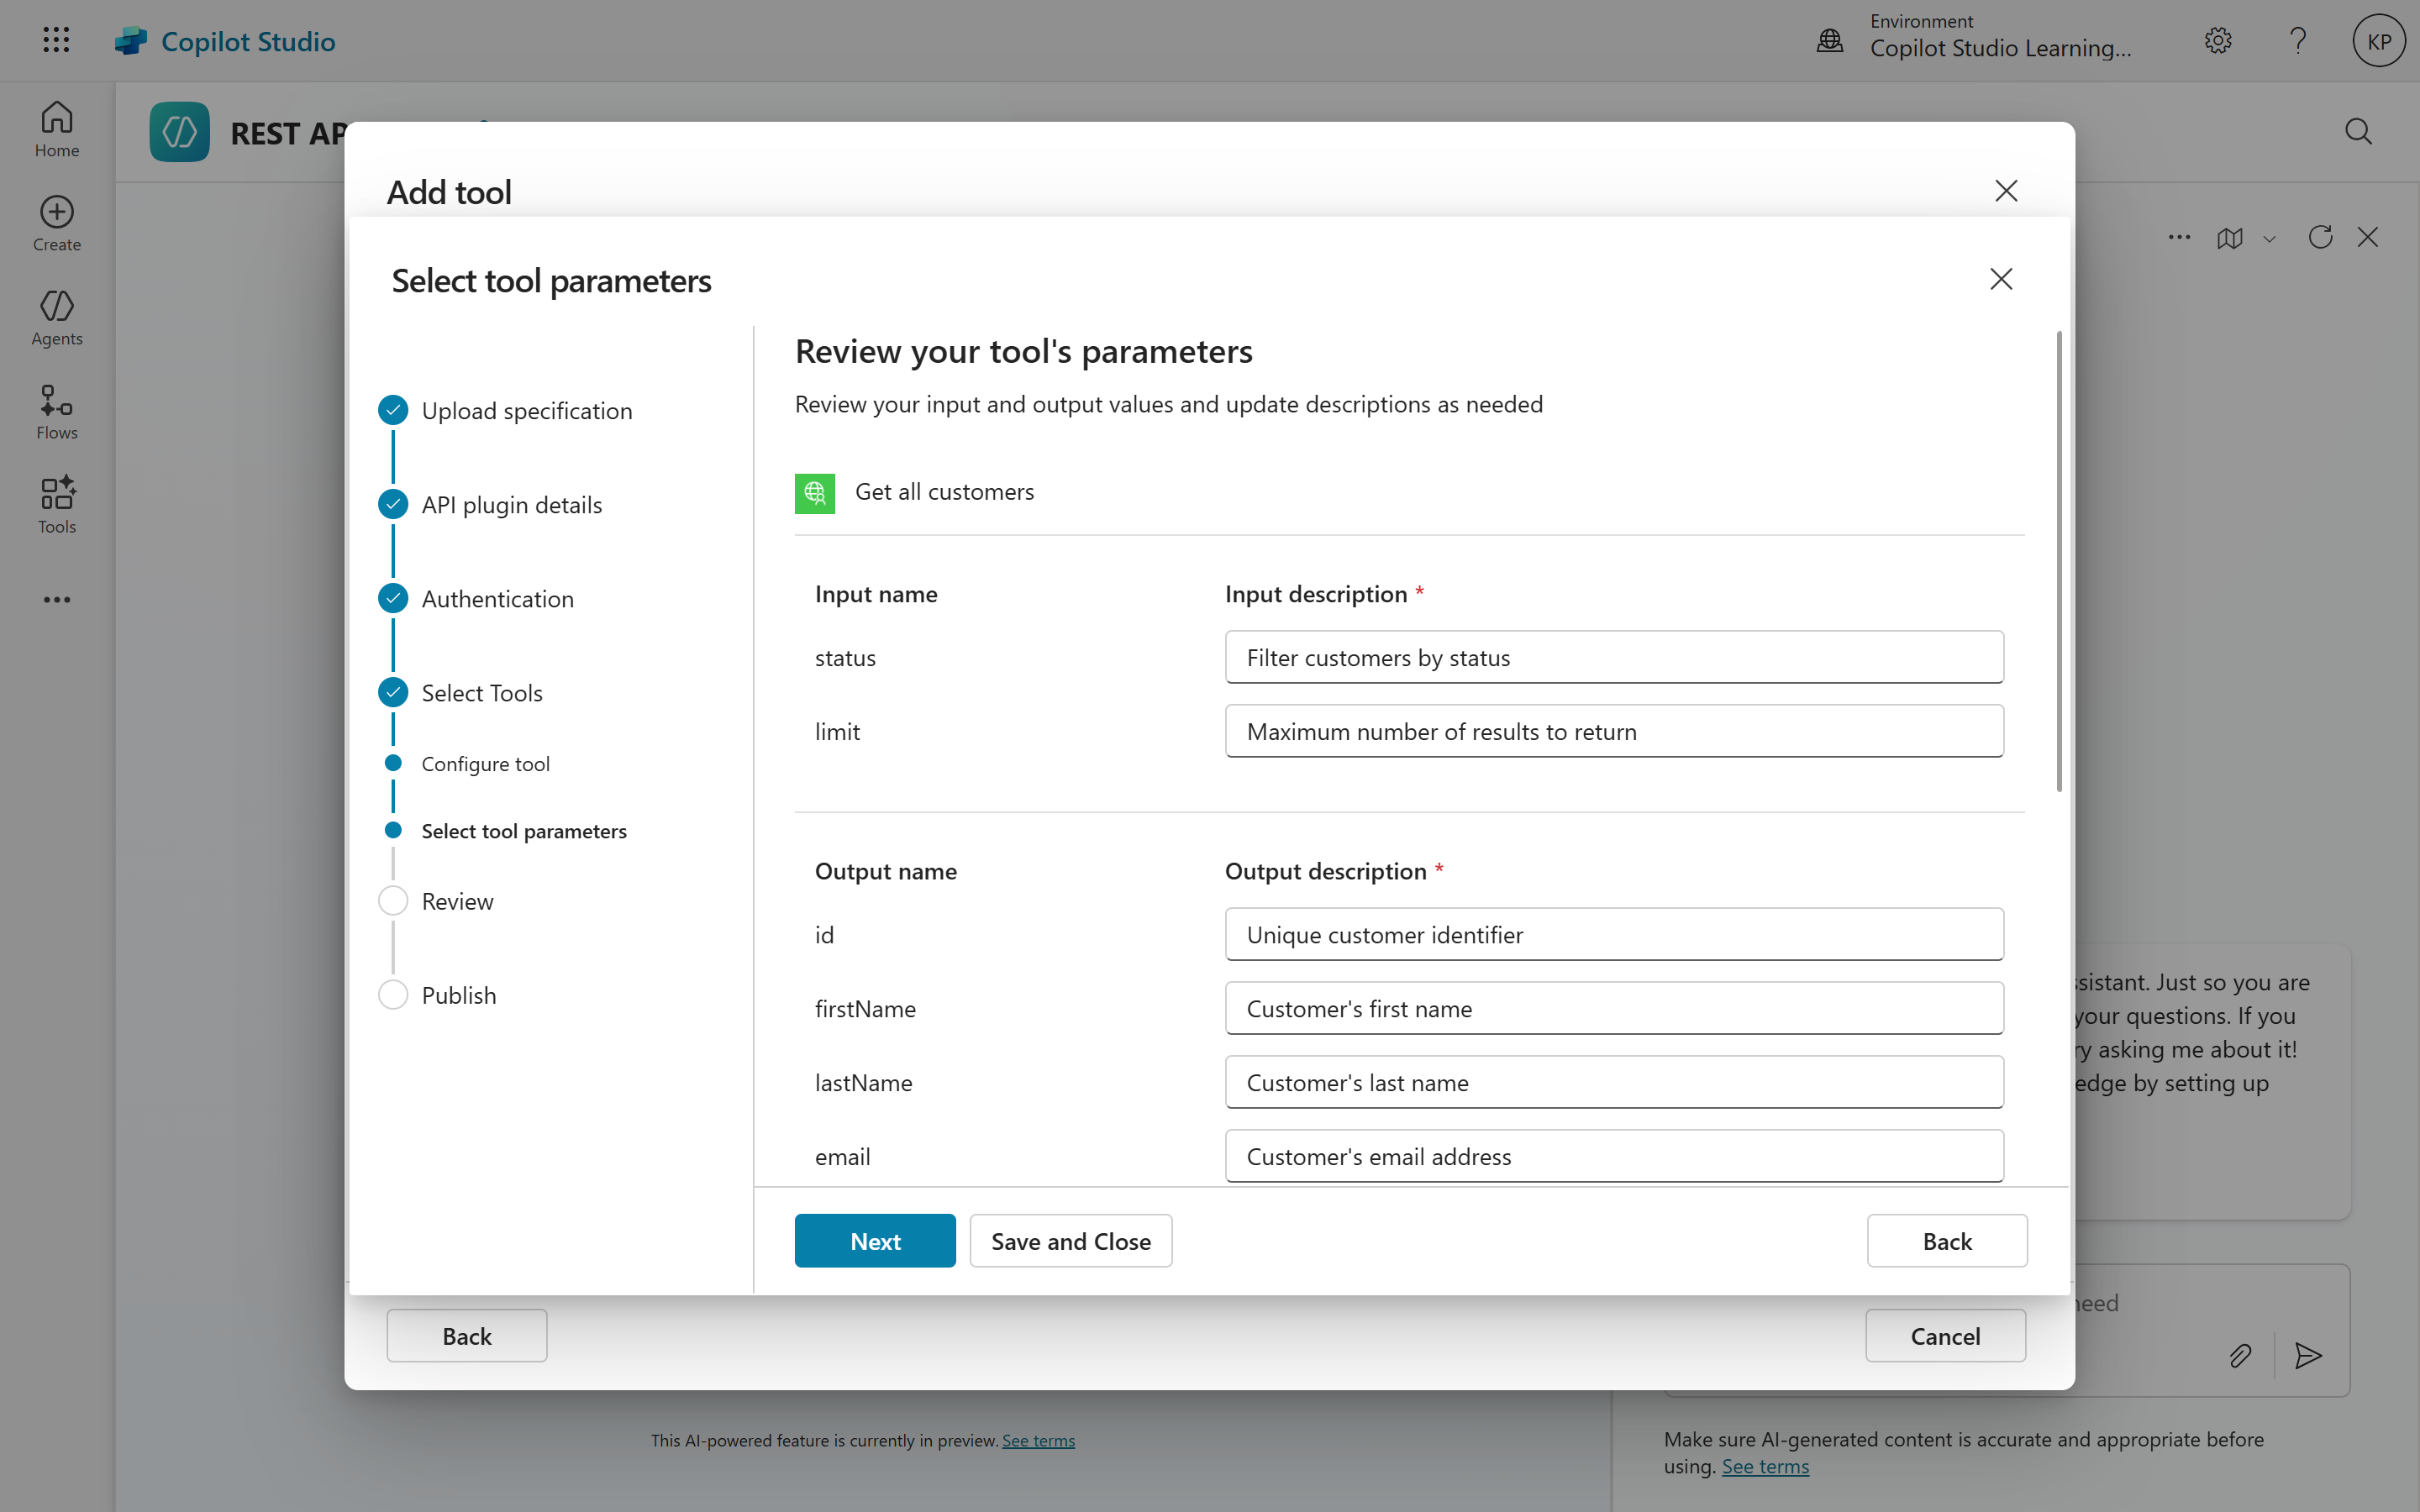 Copilot Studio
Environment
Copilot Studio Learning...
KP
Home
Create
Agents
Flows
Tools
REST AP
Add tool
Select tool parameters
Upload specification
API plugin details
Authentication
Select Tools
Configure tool
Select tool parameters
Review
Publish
Review your tool's parameters
Review your input and output values and update descriptions as needed
Get all customers
Input name
Input description *
status
Filter customers by status
limit
Maximum number of results to return
Output name
Output description *
id
Unique customer identifier
firstName
Customer's first name
lastName
Customer's last name
email
Customer's email address
Next
Save and Close
Back
Back
Cancel
sistant. Just so you are
your questions. If you
ry asking me about it!
edge by setting up
need
This AI-powered feature is currently in preview. See terms
Make sure AI-generated content is accurate and appropriate before
using. See terms